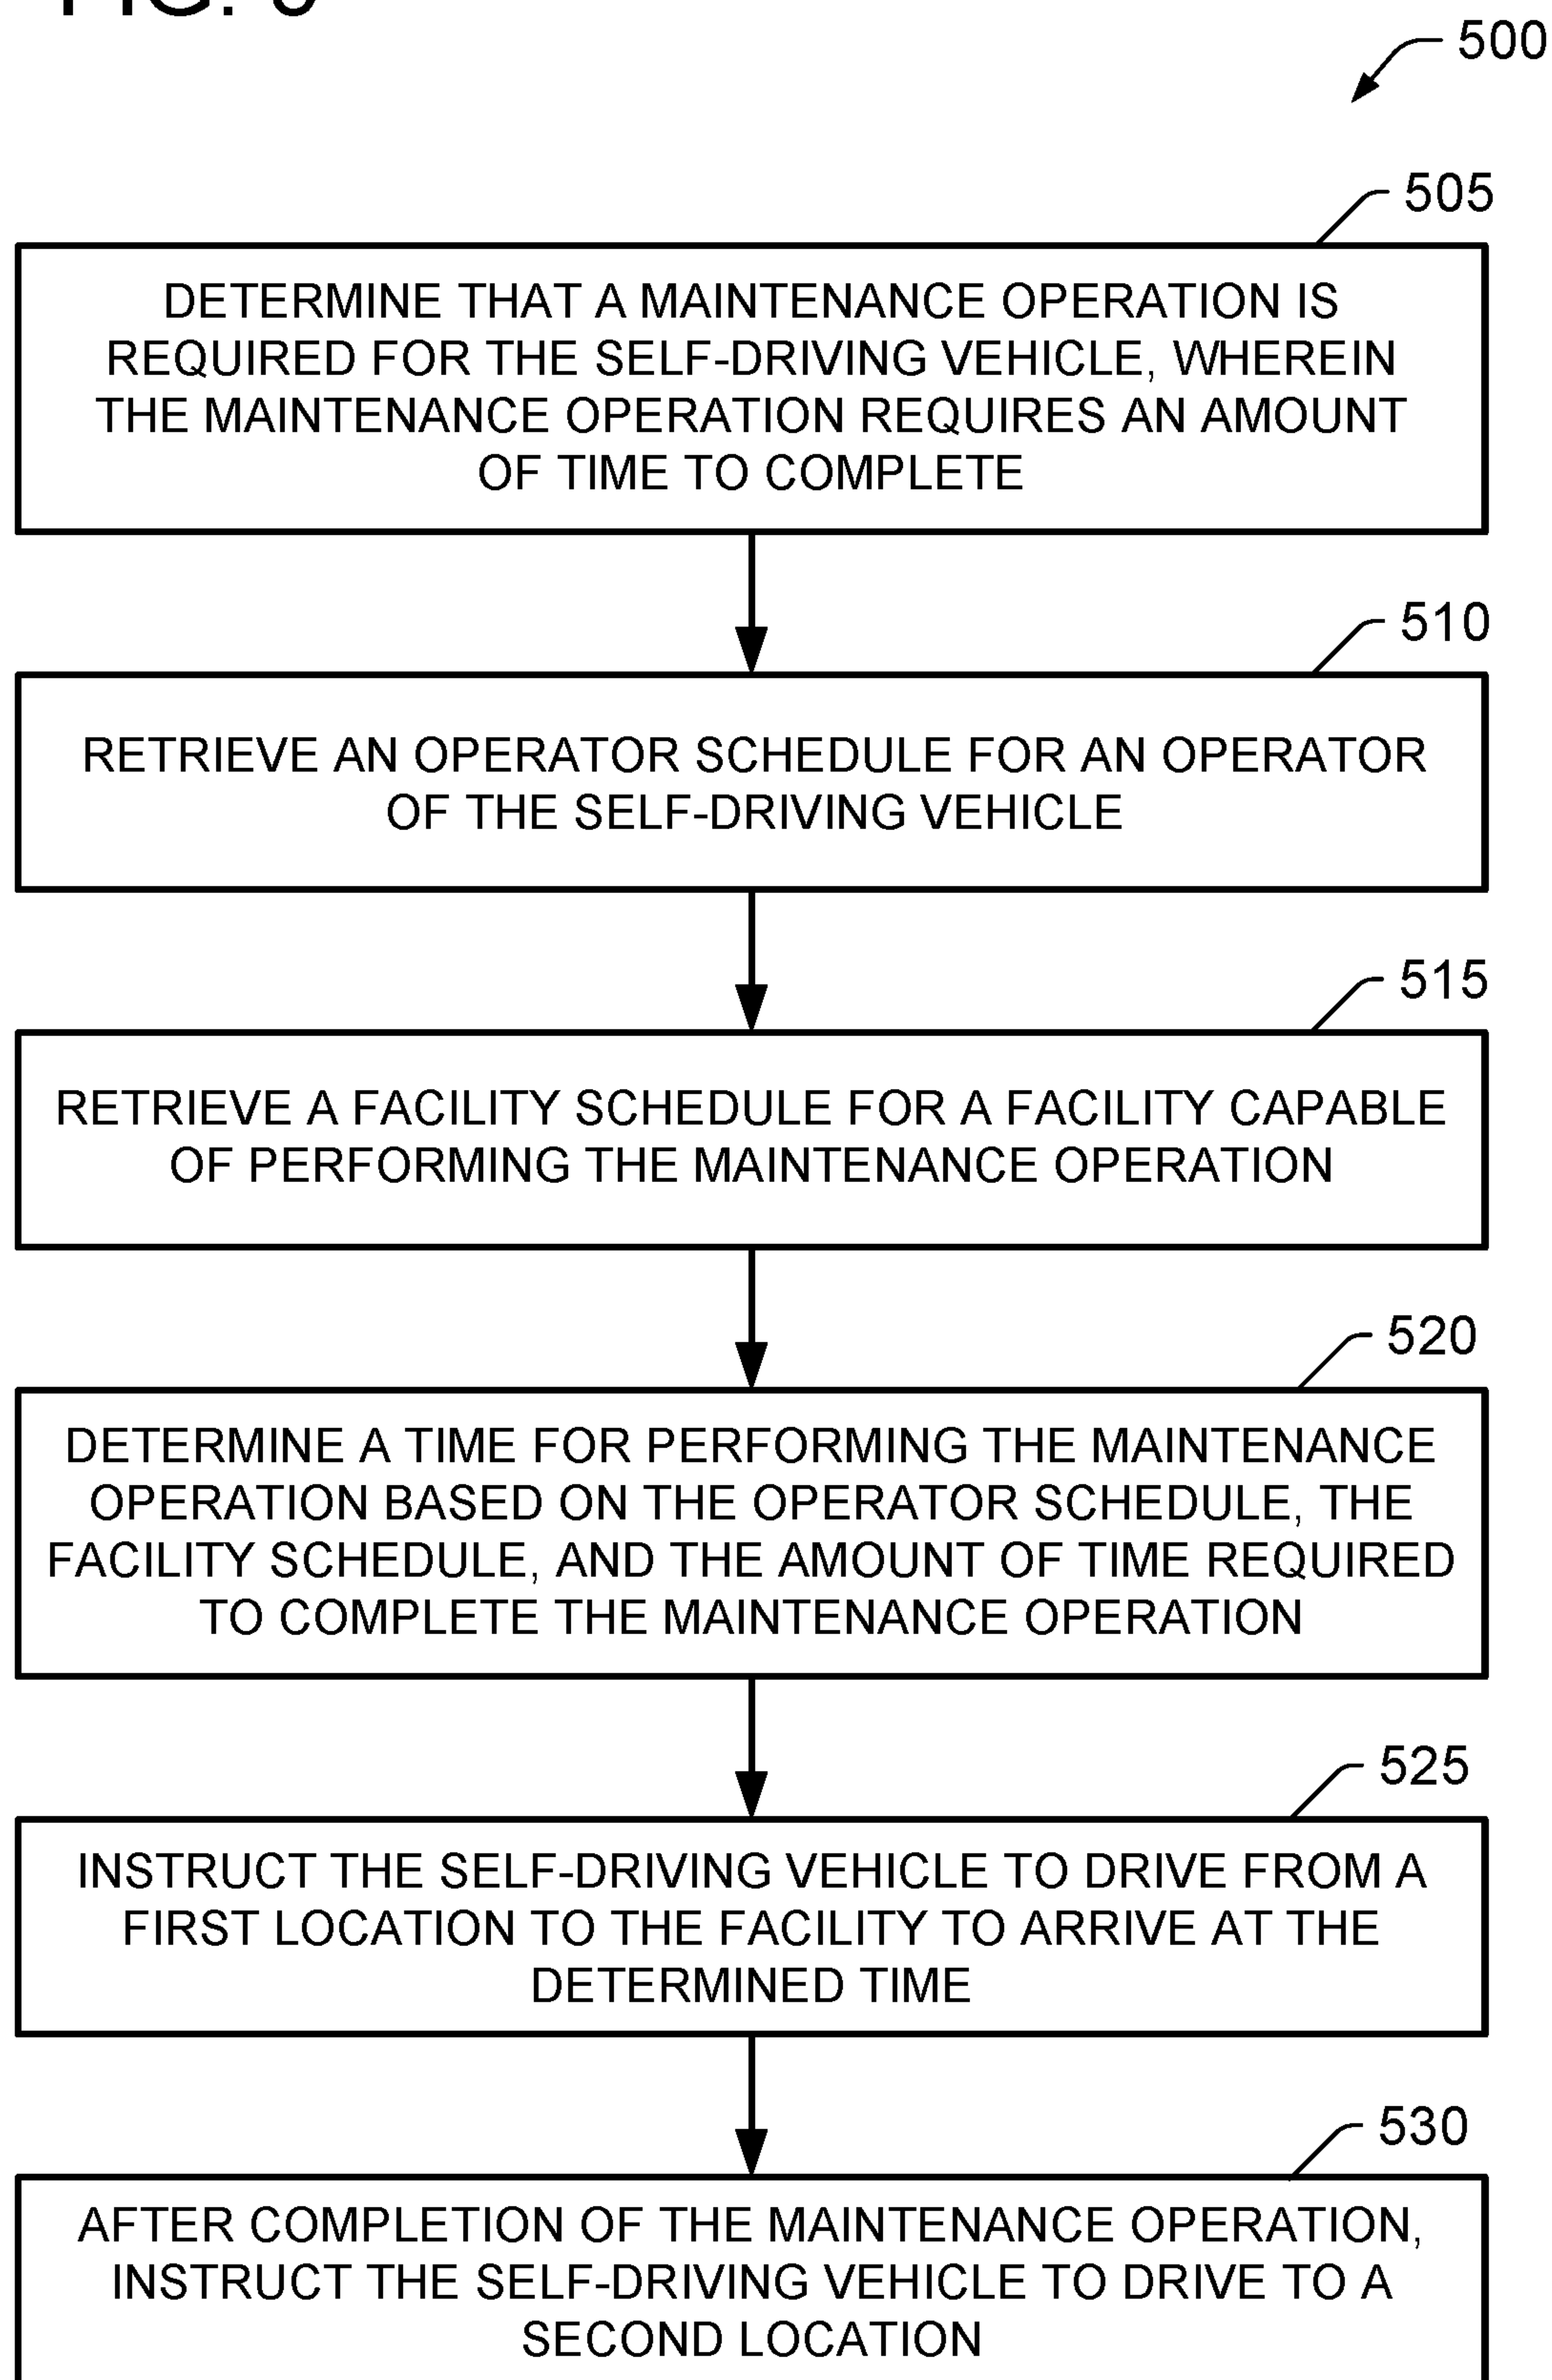 FIG.
500
505
DETERMINE THAT A MAINTENANCE OPERATION IS
REQUIRED FOR THE SELF-DRIVING VEHICLE, WHEREIN
THE MAINTENANCE OPERATION REQUIRES AN AMOUNT
OF TIME TO COMPLETE
510
RETRIEVE AN OPERATOR SCHEDULE FOR AN OPERATOR
OF THE SELF-DRIVING VEHICLE
515
RETRIEVE A FACILITY SCHEDULE FOR A FACILITY CAPABLE
OF PERFORMING THE MAINTENANCE OPERATION
520
DETERMINE A TIME FOR PERFORMING THE MAINTENANCE
OPERATION BASED ON THE OPERATOR SCHEDULE, THE
FACILITY SCHEDULE, AND THE AMOUNT OF TIME REQUIRED
TO COMPLETE THE MAINTENANCE OPERATION
525
INSTRUCT THE SELF-DRIVING VEHICLE TO DRIVE FROM A
FIRST LOCATION TO THE FACILITY TO ARRIVE AT THE
DETERMINED TIME
530
AFTER COMPLETION OF THE MAINTENANCE OPERATION,
INSTRUCT THE SELF-DRIVING VEHICLE TO DRIVE TO A
SECOND LOCATION